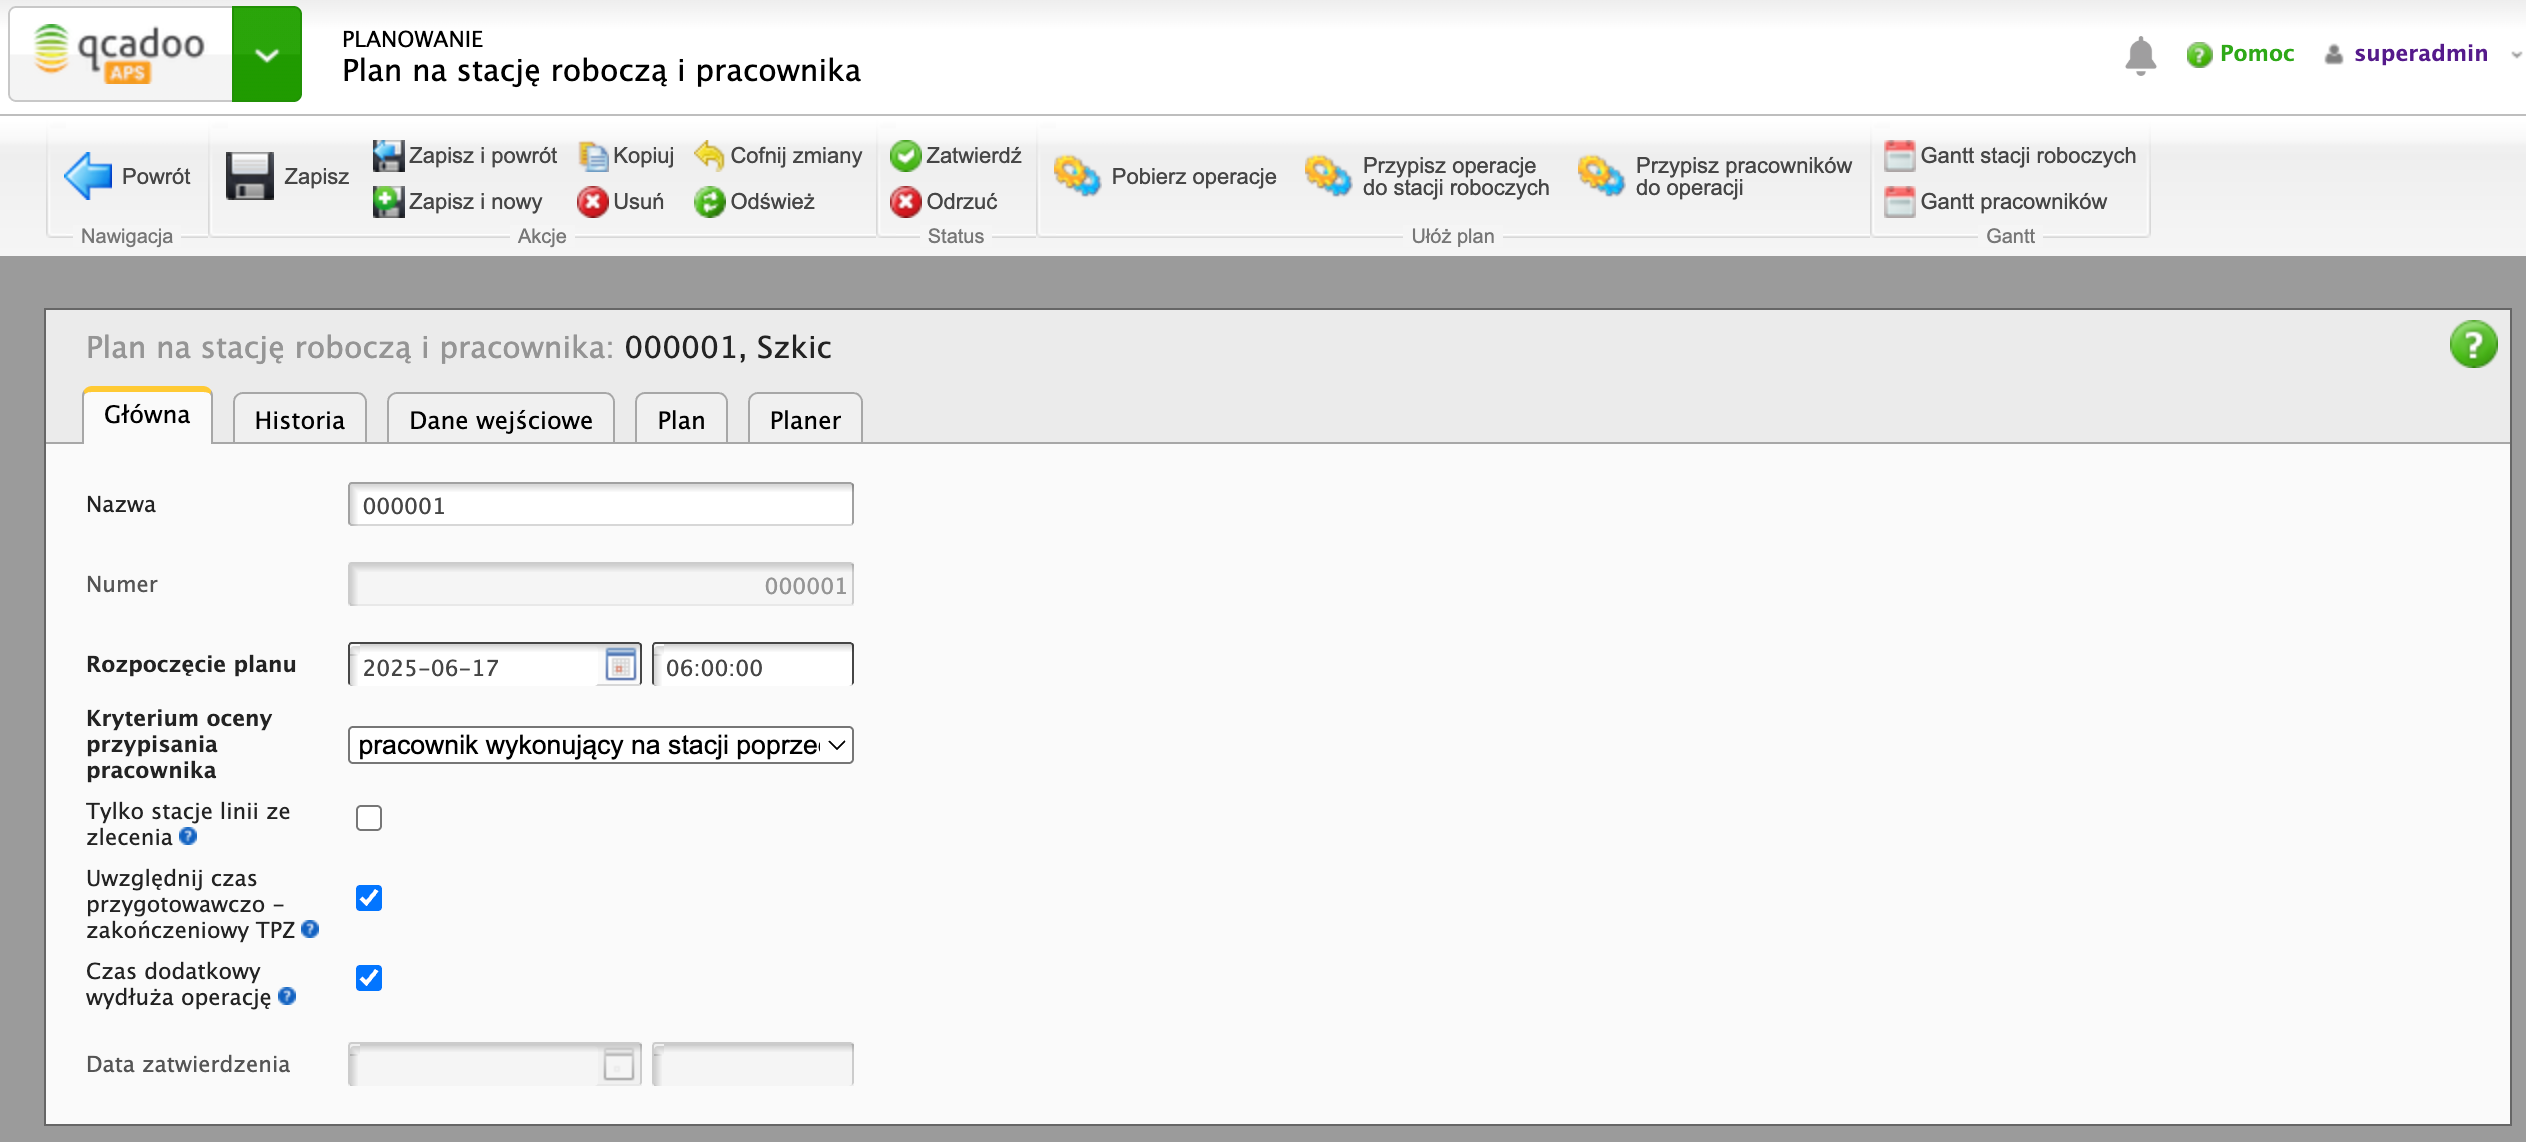 qcadoo
APS
PLANOWANIE
Plan na stację roboczą i pracownika
Pomoc
superadmin
Powrót
Nawigacja
Zapisz
Zapisz i powrót
Kopiuj
Cofnij zmiany
Zapisz i nowy
Usuń
Odśwież
Akcje
Zatwierdź
Odrzuć
Status
Pobierz operacje
Przypisz operacje
do stacji roboczych
Przypisz pracowników
do operacji
Ułóż plan
Gantt stacji roboczych
Gantt pracowników
Gantt
Plan na stację roboczą i pracownika: 000001, Szkic
Główna
Historia
Dane wejściowe
Plan
Planer
Nazwa
000001
Numer
000001
Rozpoczęcie planu
2025-06-17
06:00:00
Kryterium oceny
przypisania
pracownika
pracownik wykonujący na stacji
Tylko stacje linii ze
zlecenia
Uwzględnij czas
przygotowawczo -
zakończeniowy TPZ
Czas dodatkowy
wydłuża operację
Data zatwierdzenia